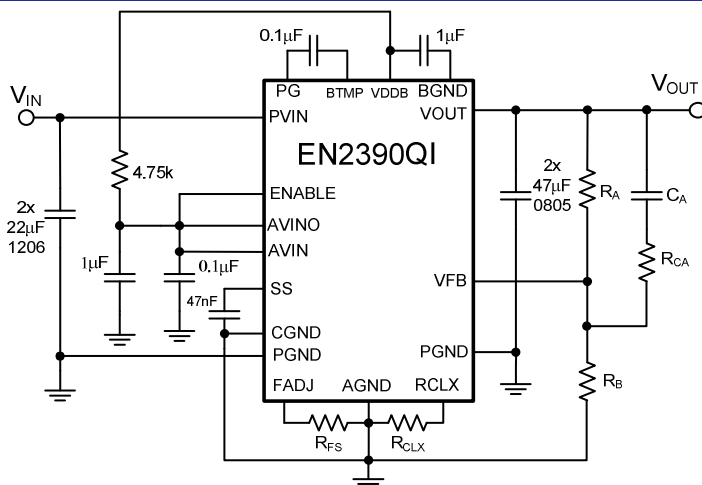 0.1µF
1µF
PG
BTMP
VDDB
BGND
VIN
VOUT
PVIN
VOUT
EN2390QI
4.75k
2x
47µF
0805
RA
CA
ENABLE
2x
22µF
1206
AVINO
AVIN
RCA
1µF
0.1µF
SS
VFB
47nF
CGND
PGND
PGND
RB
FADJ
AGND
RCLX
RFS
RCLX